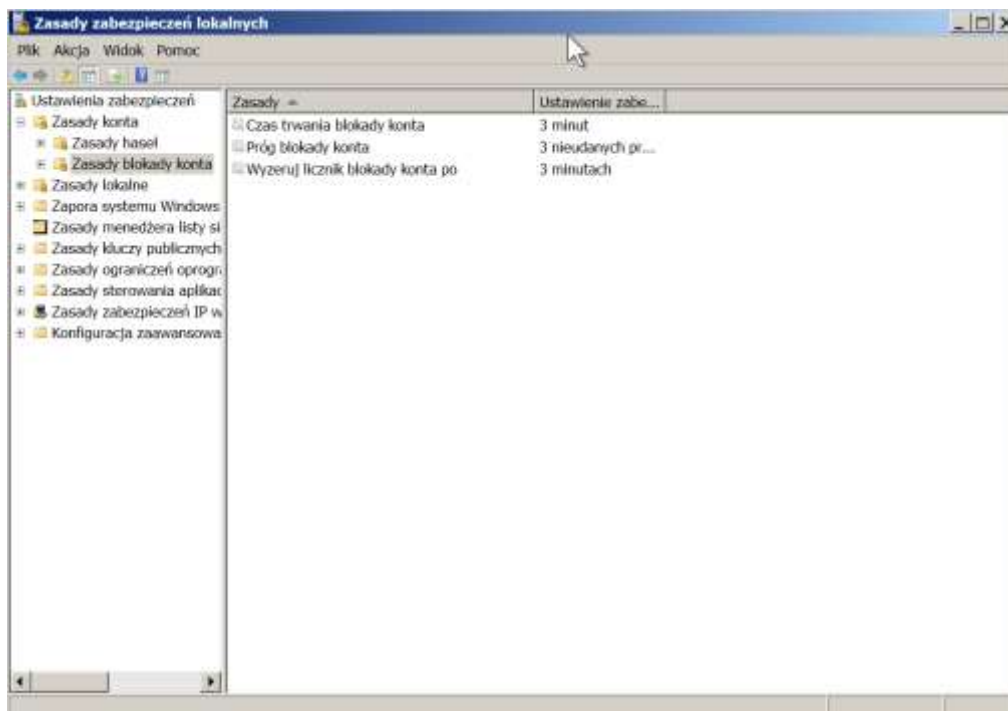 Zasady zabezpieczeń lokalnych
Plik Akcja Widok Pomoc
Ustawienia zabezpieczeń
Zasady konta
Zasady haseł
Zasady blokady konta
Zasady lokalne
Zapora systemu Windows
Zasady menedżera listy si
Zasady kluczy publicznych
Zasady ograniczeń oprogr
Zasady sterowania aplikac
Zasady zabezpieczeń IP w
Konfiguracja zaawansowa
Zasady Ustawienie zabe...
Czas trwania blokady konta 3 minut
Próg blokady konta 3 nieudanych pr...
Wyzeruj licznik blokady konta po 3 minutach